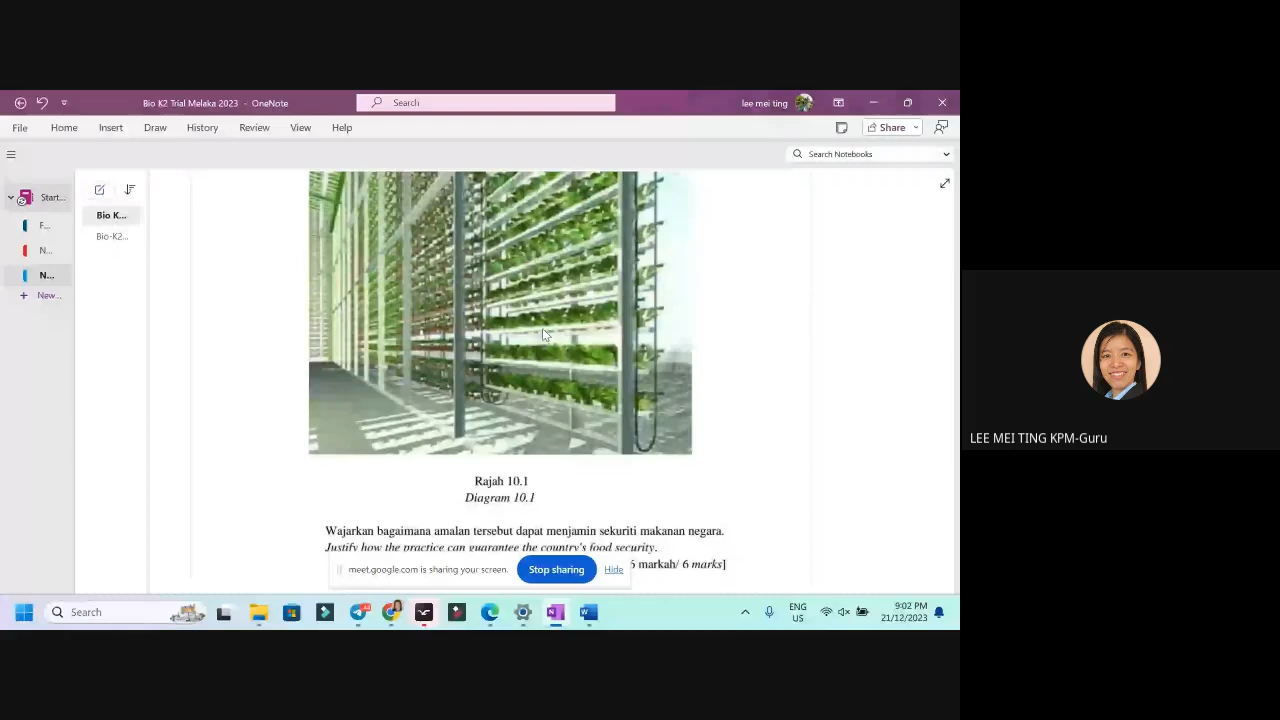 Bio K2 Trial Melaka 2023 - OneNote
Search
lee mei ting
File Home Insert Draw History Review View Help
Share
Search Notebooks
Start...
Bio K...
F...
Bio-K2...
N...
N...
New...
Rajah 10.1
Diagram 10.1
Wajarkan bagaimana amalan tersebut dapat menjamin sekuriti makanan negara.
Justify how the practice can guarantee the country's food security.
6 markah/ 6 marks]
meet.google.com is sharing your screen. Stop sharing Hide
LEE MEI TING KPM-Guru
Search
ENG
US
9:02 PM
21/12/2023